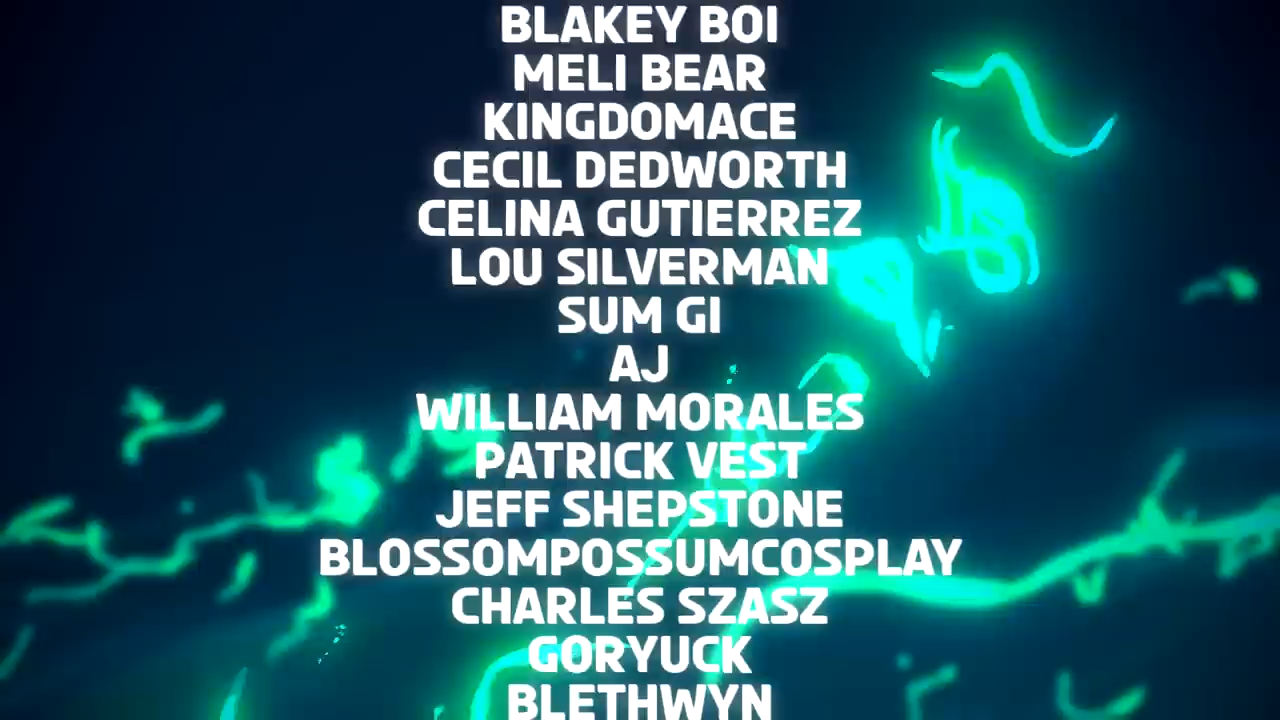 BLAKEY BOI
MELI BEAR
KINGDOMACE
CECIL DEDWORTH
CELINA GUTIERREZ
LOU SILVERMAN
SUM GI
AJ
WILLIAM MORALES
PATRICK VEST
JEFF SHEPSTONE
BLOSSOMPOSSUMCOSPLAY
CHARLES SZASZ
GORYUCK
BLETHWYN